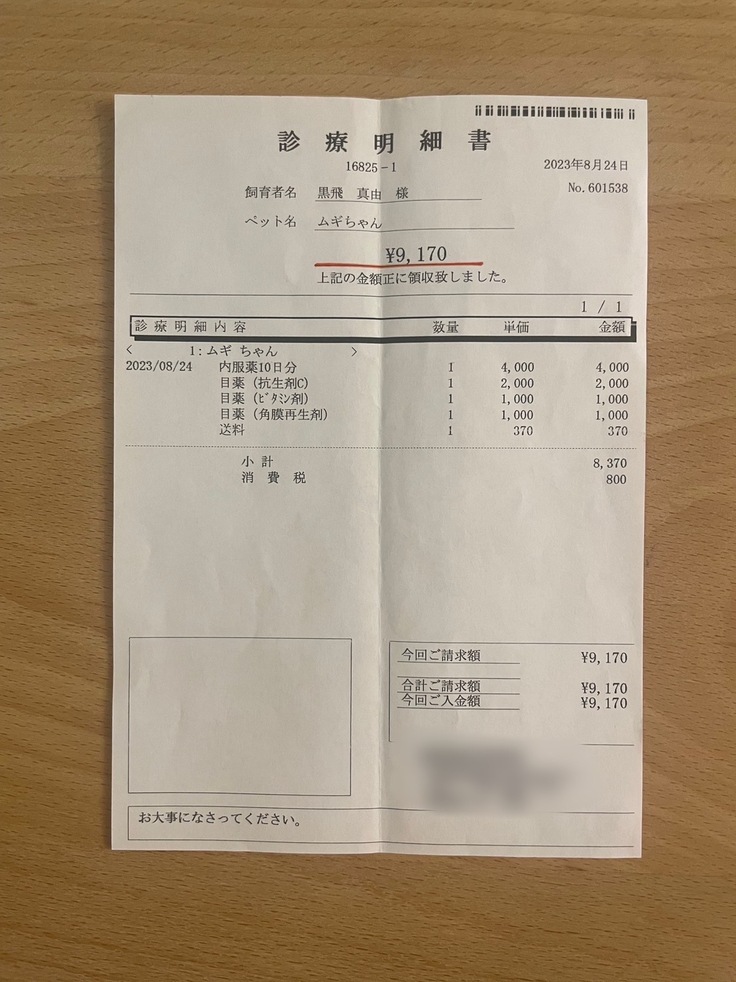 診療明細書
16825-1
2023年8月24日
飼育者名 黒飛 真由 様
No.601538
ペット名 ムギちゃん
¥9,170
上記の金額正に領収致しました。
1 / 1
診療明細内容 数量 単価 金額
< 1:ムギ ちゃん >
2023/08/24 内服薬10日分 1 4,000 4,000
目薬（抗生剤C） 1 2,000 2,000
目薬（ﾋﾞﾀﾐﾝ剤） 1 1,000 1,000
目薬（角膜再生剤） 1 1,000 1,000
送料 1 370 370
小計 8,370
消費税 800
今回ご請求額 ¥9,170
合計ご請求額 ¥9,170
今回ご入金額 ¥9,170
お大事になさってください。